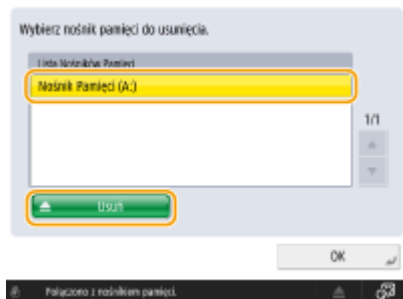 Wybierz nośnik pamięci do usunięcia.
Lista Nośników Pamięci
Nośnik Pamięci (A:)
1/1
Usuń
OK
Połączono z nośnikiem pamięci.